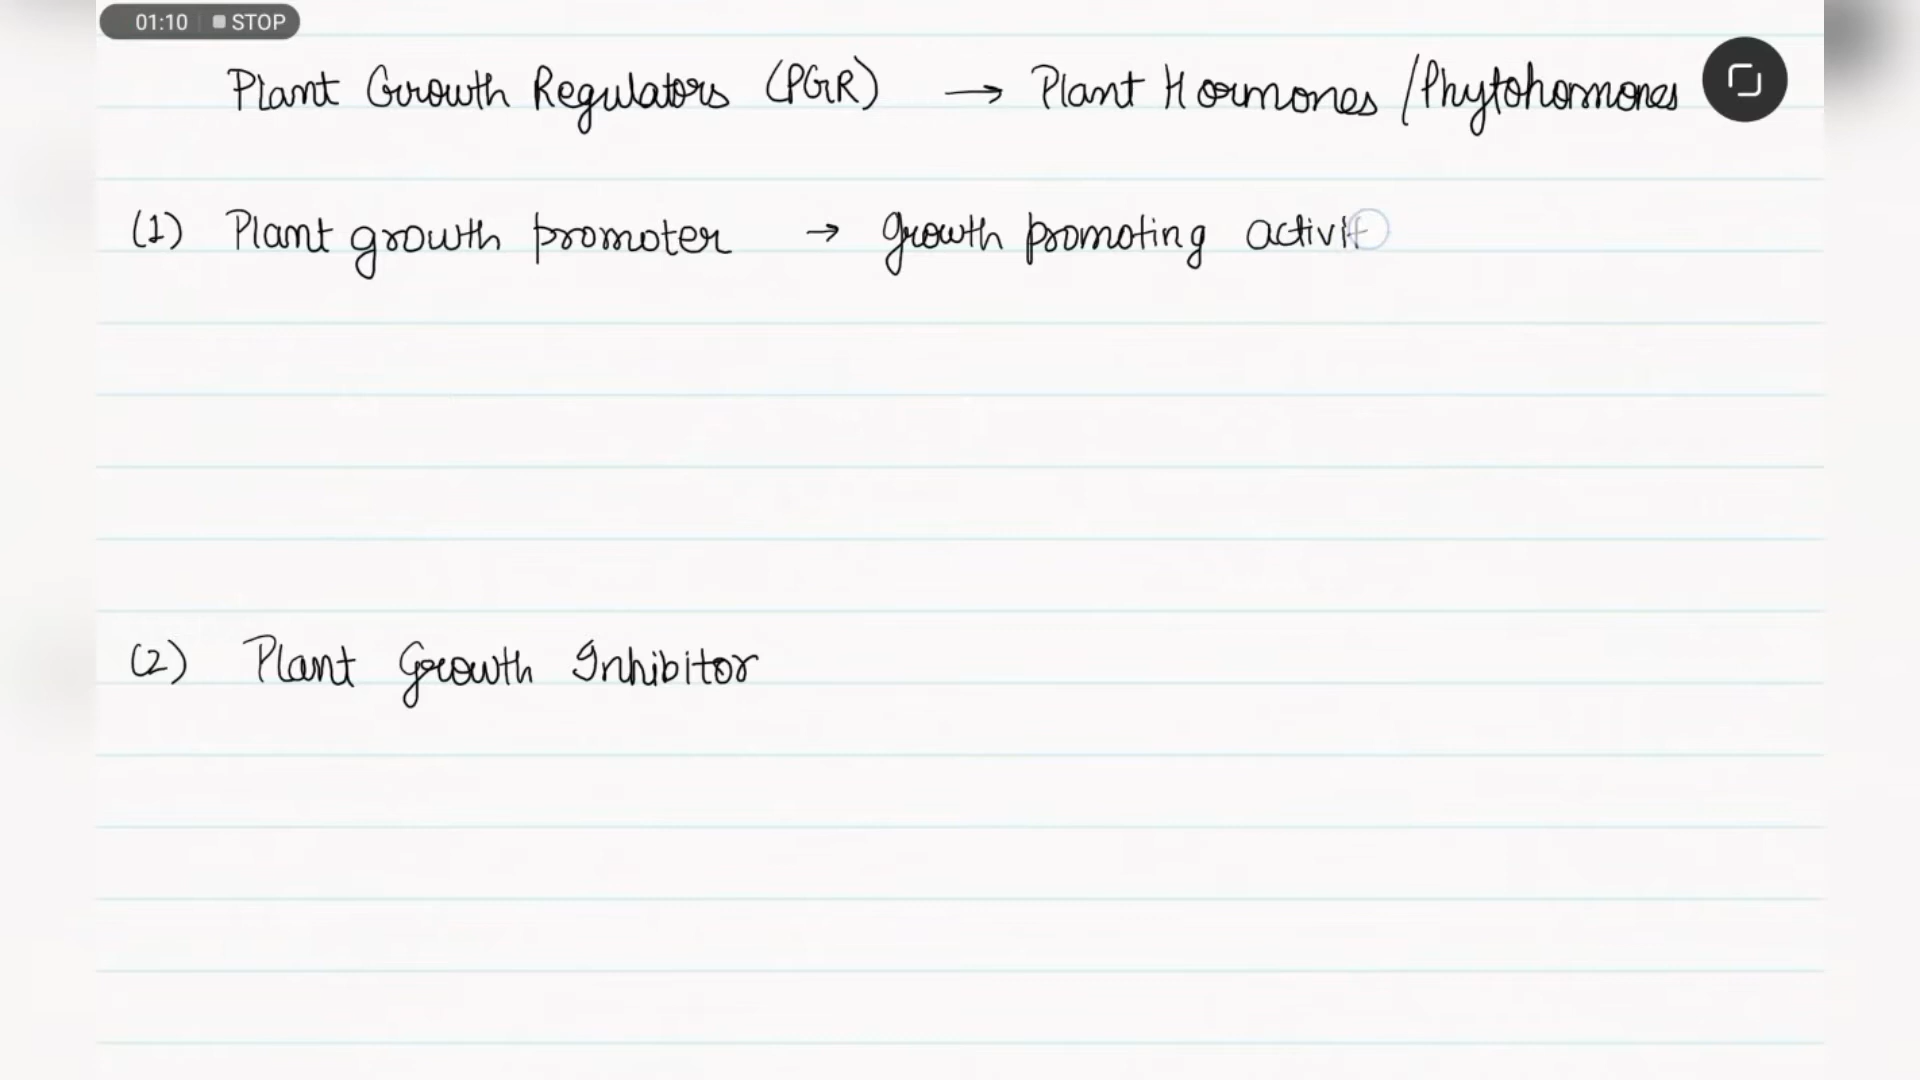 01:10 STOP
Plant Growth Regulators (PGR) → Plant Hormones /Phytohormones
(1) Plant growth promoter → growth promoting activit
(2) Plant Growth Inhibitor